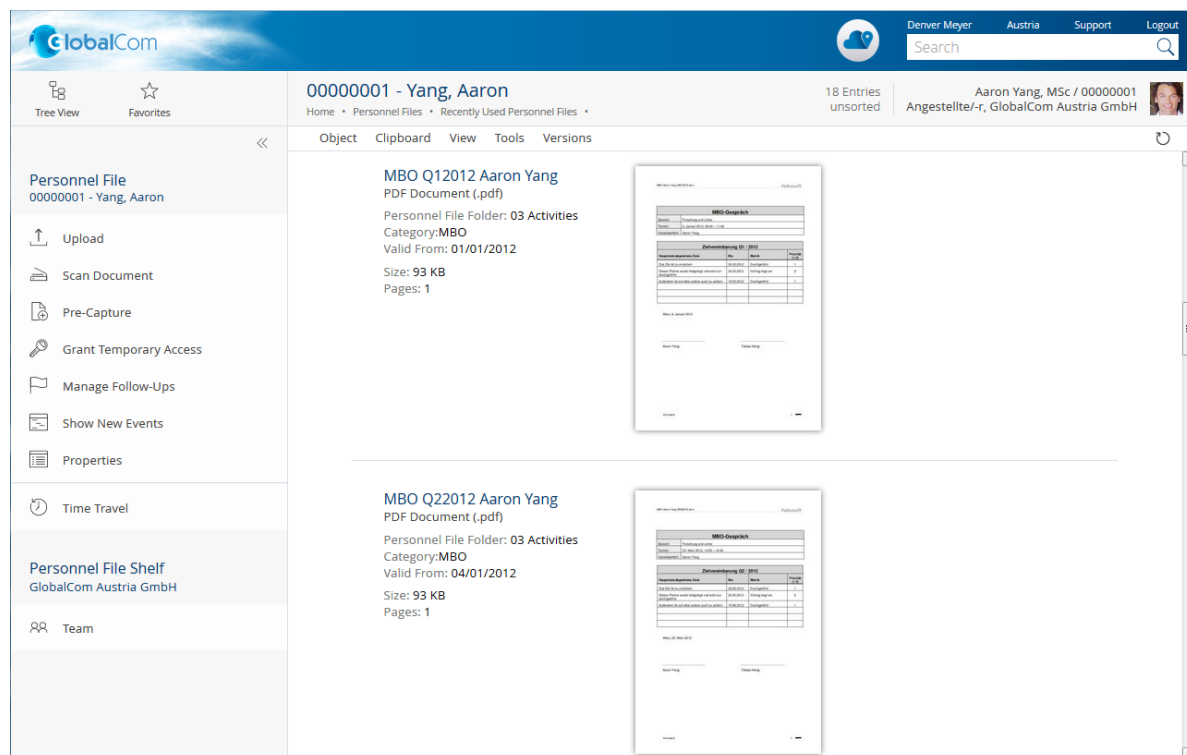 GlobalCom
Denver Meyer Austria Support Logout
Search
Tree View Favorites
00000001 - Yang, Aaron
Home • Personnel Files • Recently Used Personnel Files •
18 Entries
unsorted
Aaron Yang, MSc / 00000001
Angestellte/-r, GlobalCom Austria GmbH
Object Clipboard View Tools Versions
Personnel File
00000001 - Yang, Aaron
Upload
Scan Document
Pre-Capture
Grant Temporary Access
Manage Follow-Ups
Show New Events
Properties
Time Travel
Personnel File Shelf
GlobalCom Austria GmbH
Team
MBO Q12012 Aaron Yang
PDF Document (.pdf)
Personnel File Folder: 03 Activities
Category:MBO
Valid From: 01/01/2012
Size: 93 KB
Pages: 1
MBO-Gespräch
Zielvereinbarung Q1 / 2012
MBO Q22012 Aaron Yang
PDF Document (.pdf)
Personnel File Folder: 03 Activities
Category:MBO
Valid From: 04/01/2012
Size: 93 KB
Pages: 1
MBO-Gespräch
Zielvereinbarung Q2 / 2012